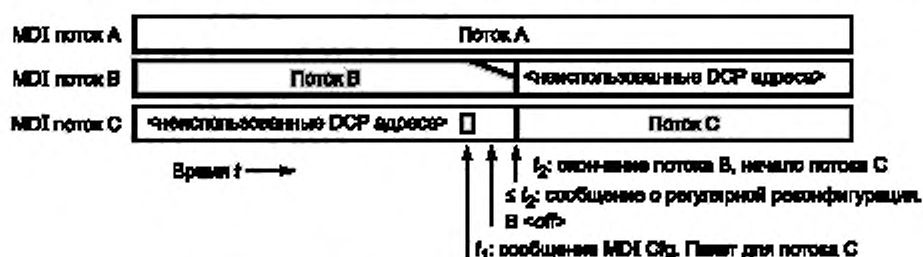 MDI поток A Поток A
MDI поток B Поток B <неиспользованные DCP адреса>
MDI поток C <неиспользованные DCP адреса> Поток C
Время t
t2: окончание потока B, начало потока C
≤ t2: сообщение о регулярной реконфигурации.
B <off>
t1: сообщение MDI Cfg. Пакет для потока C